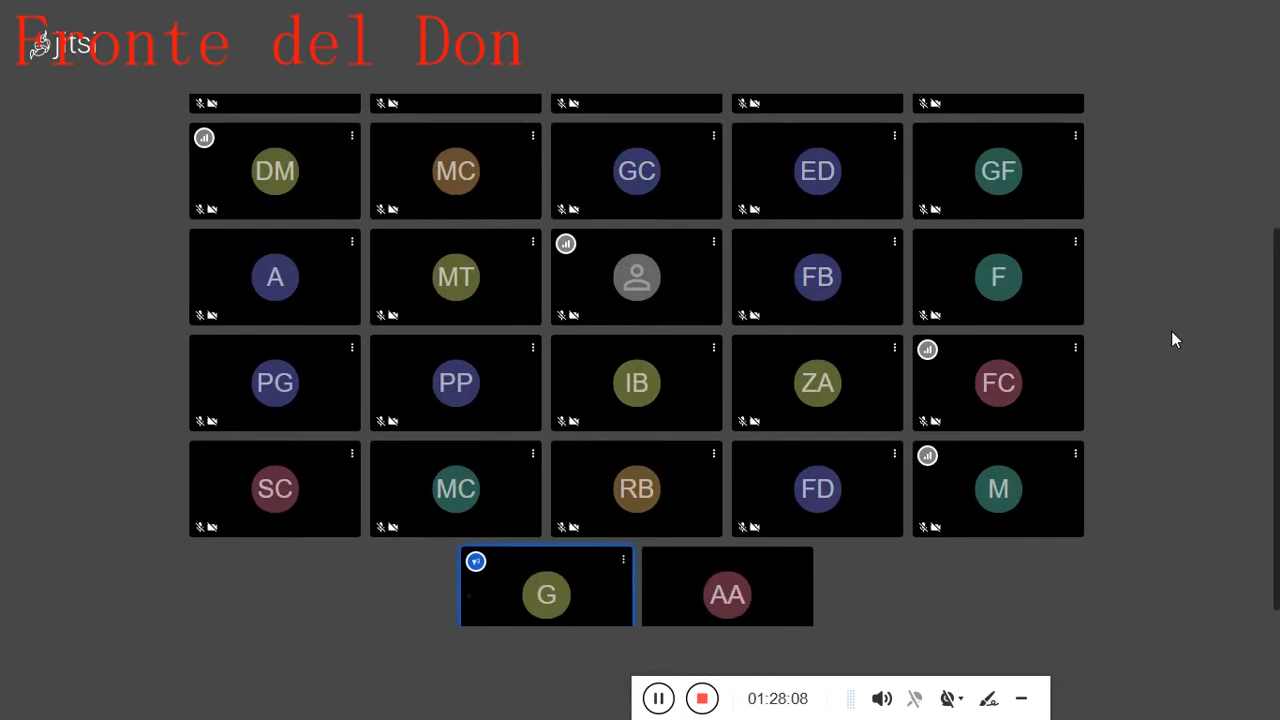 Fronte del Don
jitsi
DM MC GC ED GF
A MT FB F
PG PP IB ZA FC
SC MC RB FD M
G AA
01:28:08